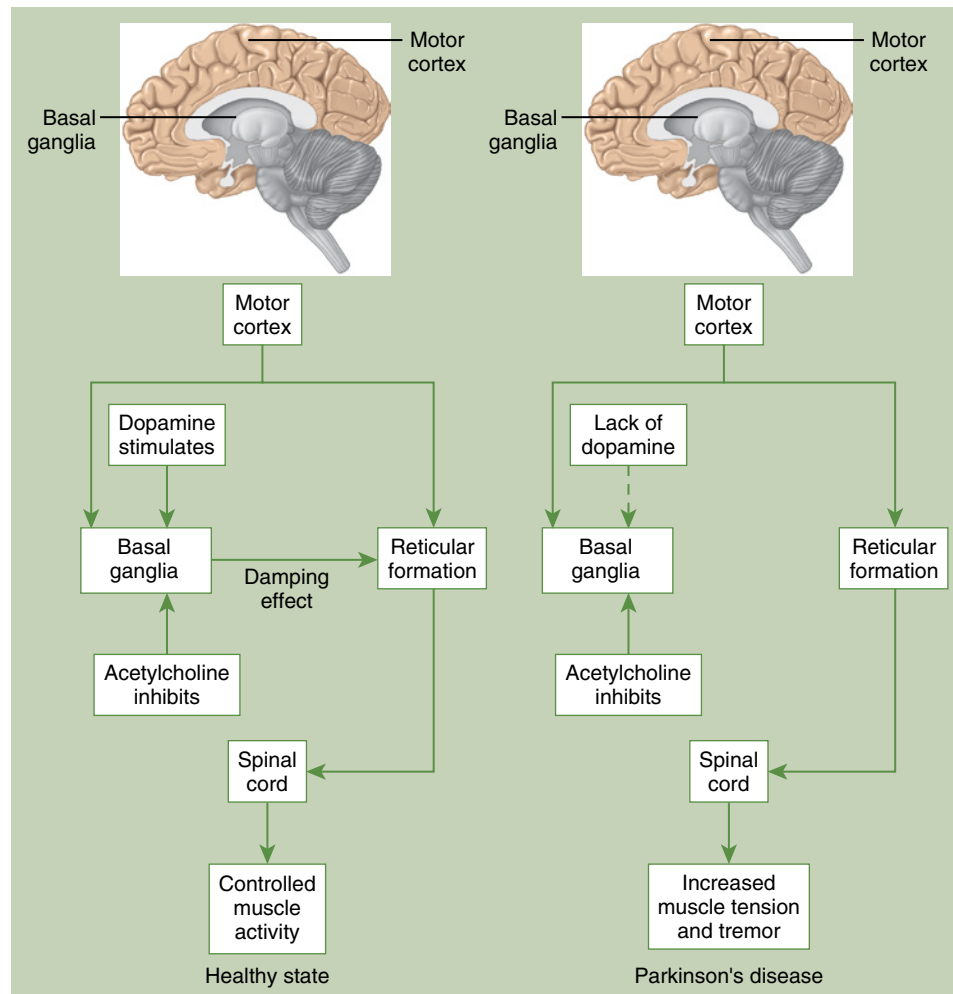 Motor
cortex
Basal
ganglia
Motor
cortex
Dopamine
stimulates
Basal
ganglia
Damping
effect
Reticular
formation
Acetylcholine
inhibits
Spinal
cord
Controlled
muscle
activity
Healthy state
Motor
cortex
Basal
ganglia
Motor
cortex
Lack of
dopamine
Basal
ganglia
Reticular
formation
Acetylcholine
inhibits
Spinal
cord
Increased
muscle tension
and tremor
Parkinson's disease